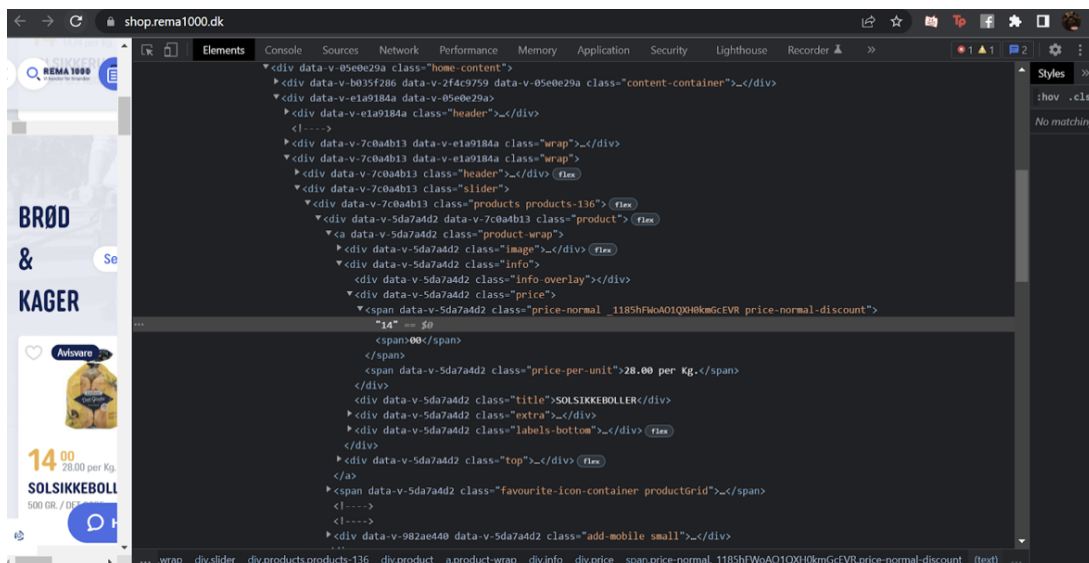 shop.rema1000.dk
Elements Console Sources Network Performance Memory Application Security Lighthouse Recorder » 1 1 2
REMA 1000
BRØD
&
Se
KAGER
Avisvare
14 00
28.00 per Kg.
SOLSIKKEBOLL
500 GR. / DET
H
<div data-v-05e0e29a class="home-content">
<div data-v-b035f286 data-v-2f4c9759 data-v-05e0e29a class="content-container">…</div>
<div data-v-e1a9184a data-v-05e0e29a>
<div data-v-e1a9184a class="header">…</div>
<!---->
<div data-v-7c0a4b13 data-v-e1a9184a class="wrap">…</div>
<div data-v-7c0a4b13 data-v-e1a9184a class="wrap">
<div data-v-7c0a4b13 class="header">…</div> flex
<div data-v-7c0a4b13 class="slider">
<div data-v-7c0a4b13 class="products products-136"> flex
<div data-v-5da7a4d2 data-v-7c0a4b13 class="product"> flex
<a data-v-5da7a4d2 class="product-wrap">
<div data-v-5da7a4d2 class="image">…</div> flex
<div data-v-5da7a4d2 class="info">
<div data-v-5da7a4d2 class="info-overlay"></div>
<div data-v-5da7a4d2 class="price">
<span data-v-5da7a4d2 class="price-normal _1185hFWoAO1QXH0kmGcEVR price-normal-discount">
… "14" == $0
<span>00</span>
</span>
<span data-v-5da7a4d2 class="price-per-unit">28.00 per Kg.</span>
</div>
<div data-v-5da7a4d2 class="title">SOLSIKKEBOLLER</div>
<div data-v-5da7a4d2 class="extra">…</div>
<div data-v-5da7a4d2 class="labels-bottom">…</div> flex
</div>
<div data-v-5da7a4d2 class="top">…</div> flex
</a>
<span data-v-5da7a4d2 class="favourite-icon-container productGrid">…</span>
<!---->
<!---->
<div data-v-982ae440 data-v-5da7a4d2 class="add-mobile small">…</div>
… wrap div.slider div.products.products-136 div.product a.product-wrap div.info div.price span.price-normal._1185hFWoAO1QXH0kmGcEVR.price-normal-discount (text) …
Styles »
:hov .cls
No matchin